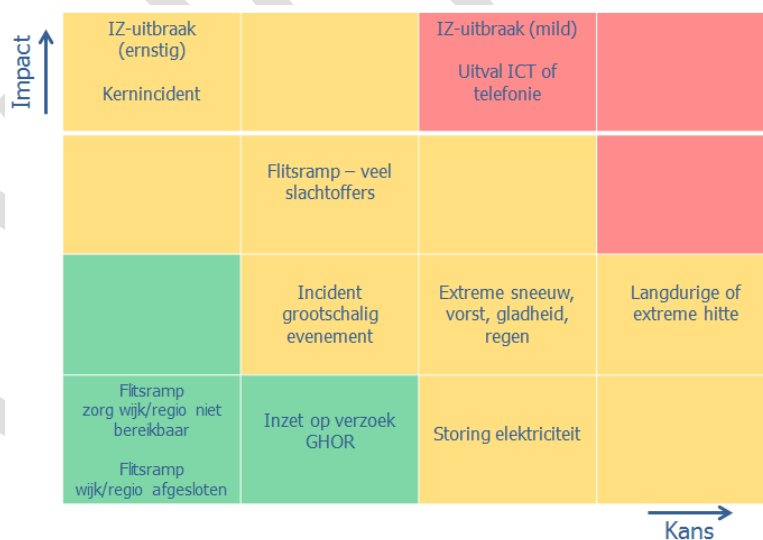 Impact
IZ-uitbraak
(ernstig)
Kernincident
IZ-uitbraak (mild)
Uitval ICT of
telefonie
Flitsramp – veel
slachtoffers
Incident
grootschalig
evenement
Extreme sneeuw,
vorst, gladheid,
regen
Langdurige of
extreme hitte
Flitsramp
zorg wijk/regio niet
bereikbaar
Flitsramp
wijk/regio afgesloten
Inzet op verzoek
GHOR
Storing elektriciteit
Kans